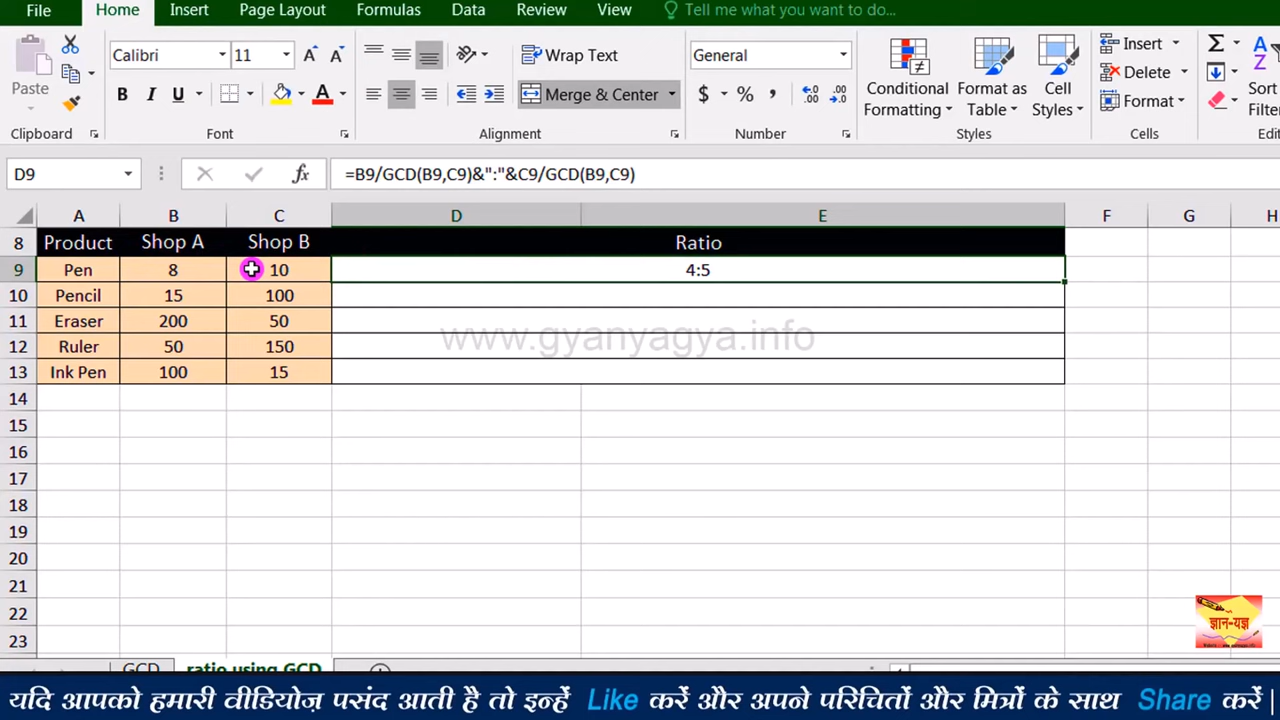 File Home Insert Page Layout Formulas Data Review View Tell me what you want to do...
Calibri 11 Wrap Text General Insert
Paste B I U Merge & Center $ % , Conditional Formatting Format as Table Cell Styles Delete Format Sort Filter
Clipboard Font Alignment Number Styles Cells
D9 fx =B9/GCD(B9,C9)&":"&C9/GCD(B9,C9)
A B C D E F G H
8 Product Shop A Shop B Ratio
9 Pen 8 10 4:5
10 Pencil 15 100
11 Eraser 200 50
www.gyanyagya.info
12 Ruler 50 150
13 Ink Pen 100 15
14
15
16
17
18
19
20
21
22
ज्ञान-यज्ञ
23
GCD ratio using GCD
यदि आपको हमारी वीडियोज़ पसंद आती है तो इन्हें Like करें और अपने परिचितों और मित्रों के साथ Share करें |